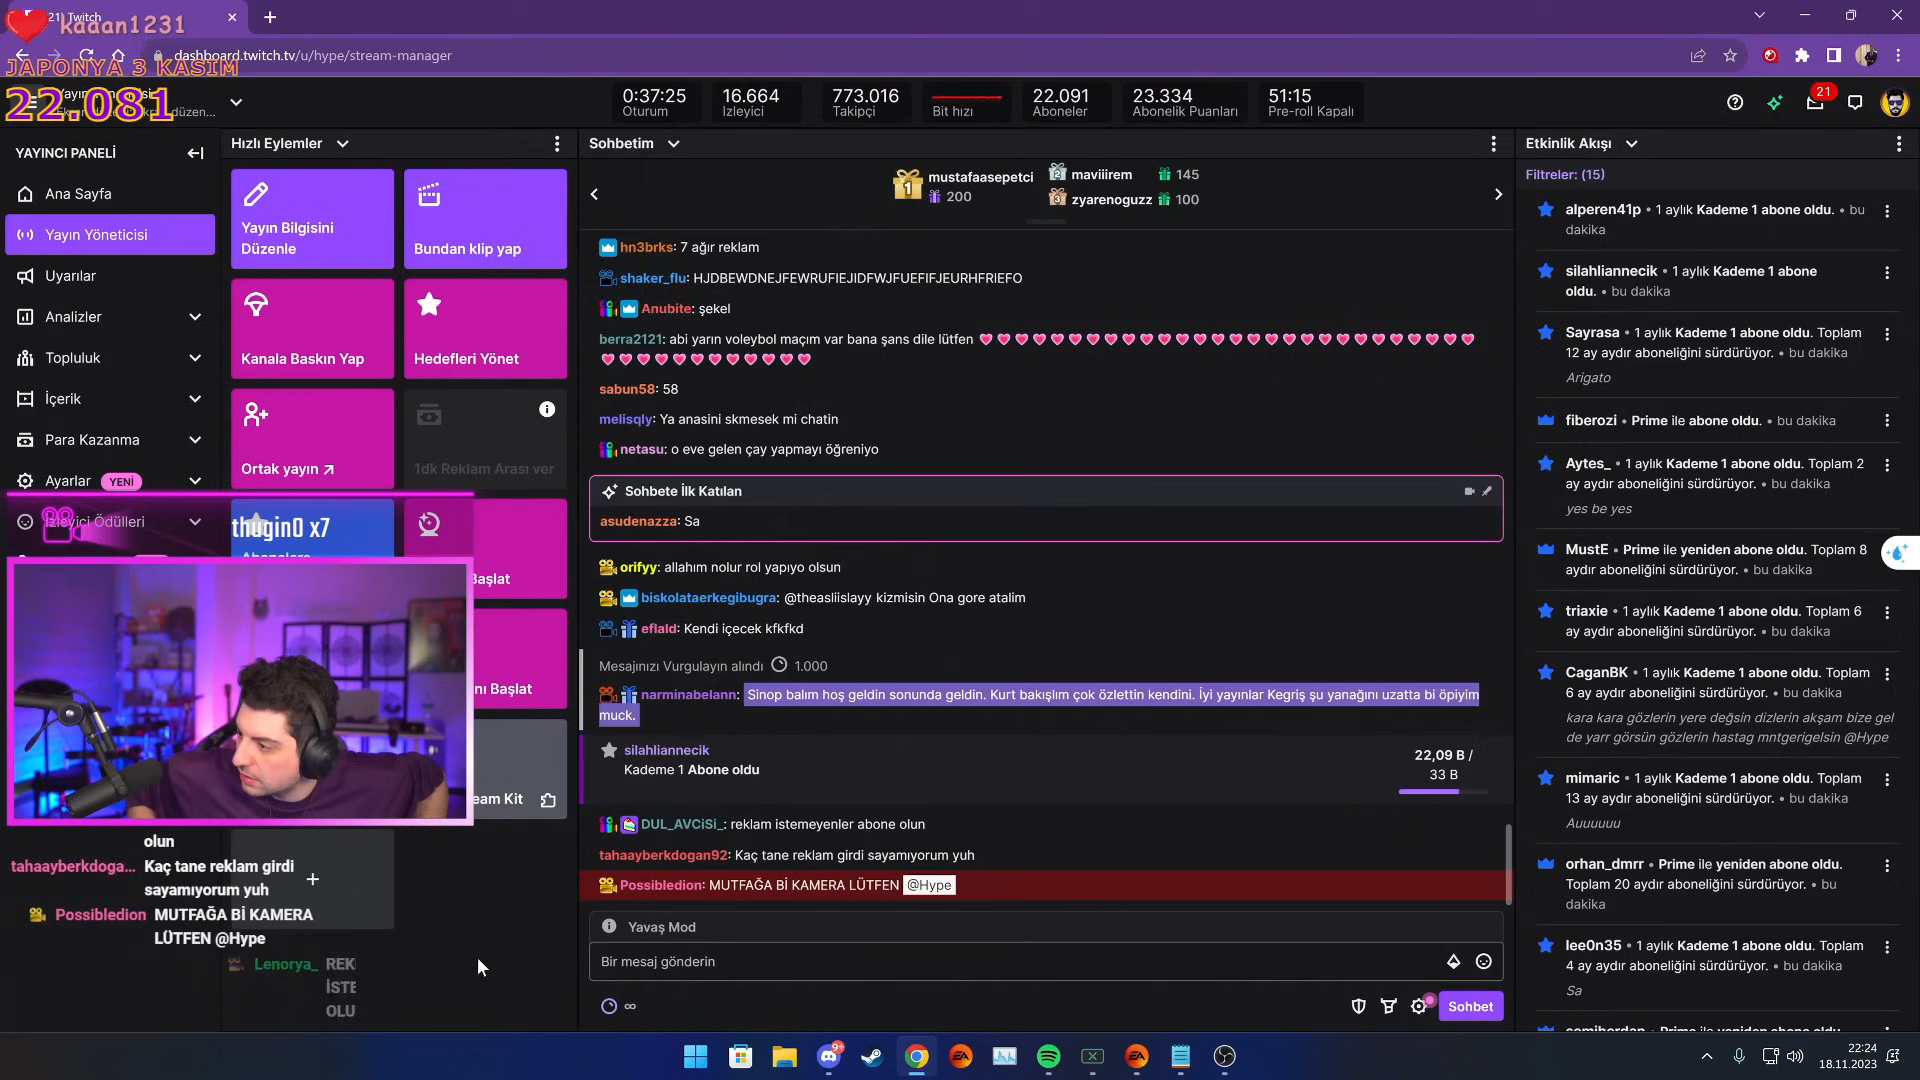 Twitch
kaaan1231
dashboard.twitch.tv/u/hype/stream-manager
JAPONYA 3 KASIM
22.081
0:37:25
Oturum
16.664
İzleyici
773.016
Takipçi
Bit hızı
22.091
Aboneler
23.334
Abonelik Puanları
51:15
Pre-roll Kapalı
21
YAYINCI PANELİ
Ana Sayfa
Yayın Yöneticisi
Uyarılar
Analizler
Topluluk
İçerik
Para Kazanma
Ayarlar YENİ
İzleyici Ödülleri
Hızlı Eylemler
Yayın Bilgisini
Düzenle
Bundan klip yap
Kanala Baskın Yap
Hedefleri Yönet
Ortak yayın
1dk Reklam Arası ver
thugin0 x7
Başlat
nı Başlat
eam Kit
olun
tahaayberkdoga... Kaç tane reklam girdi
sayamıyorum yuh
Possibledion MUTFAĞA Bİ KAMERA
LÜTFEN @Hype
Lenorya_ REK
İSTE
OLU
Sohbetim
1 mustafaasepetci
200
2 maviiirem 145
3 zyarenoguzz 100
hn3brks: 7 ağır reklam
shaker_flu: HJDBEWDNEJFEWRUFIEJIDFWJFUEFIFJEURHFRIEFO
Anubite: şekel
berra2121: abi yarın voleybol maçım var bana şans dile lütfen
sabun58: 58
melisqly: Ya anasini skmesek mi chatin
netasu: o eve gelen çay yapmayı öğreniyo
Sohbete İlk Katılan
asudenazza: Sa
orifyy: allahım nolur rol yapıyo olsun
biskolataerkegibugra: @theasliislayy kizmisin Ona gore atalim
eflald: Kendi içecek kfkfkd
Mesajınızı Vurgulayın alındı 1.000
narminabelann: Sinop balım hoş geldin sonunda geldin. Kurt bakışlım çok özlettin kendini. İyi yayınlar Kegriş şu yanağını uzatta bi öpiyim
muck.
silahliannecik
Kademe 1 Abone oldu
22,09 B /
33 B
DUL_AVCiSi_: reklam istemeyenler abone olun
tahaayberkdogan92: Kaç tane reklam girdi sayamıyorum yuh
Possibledion: MUTFAĞA Bİ KAMERA LÜTFEN @Hype
Yavaş Mod
Bir mesaj gönderin
∞
Sohbet
Etkinlik Akışı
Filtreler: (15)
alperen41p • 1 aylık Kademe 1 abone oldu. • bu
dakika
silahliannecik • 1 aylık Kademe 1 abone
oldu. • bu dakika
Sayrasa • 1 aylık Kademe 1 abone oldu. Toplam
12 ay aydır aboneliğini sürdürüyor. • bu dakika
Arigato
fiberozi • Prime ile abone oldu. • bu dakika
Aytes_ • 1 aylık Kademe 1 abone oldu. Toplam 2
ay aydır aboneliğini sürdürüyor. • bu dakika
yes be yes
MustE • Prime ile yeniden abone oldu. Toplam 8
aydır aboneliğini sürdürüyor. • bu dakika
triaxie • 1 aylık Kademe 1 abone oldu. Toplam 6
ay aydır aboneliğini sürdürüyor. • bu dakika
CaganBK • 1 aylık Kademe 1 abone oldu. Toplam
6 ay aydır aboneliğini sürdürüyor. • bu dakika
kara kara gözlerin yere değsin dizlerin akşam bize gel
de yarr görsün gözlerin hastag mntgerigelsin @Hype
mimaric • 1 aylık Kademe 1 abone oldu. Toplam
13 ay aydır aboneliğini sürdürüyor. • bu dakika
Auuuuuu
orhan_dmrr • Prime ile yeniden abone oldu.
Toplam 20 aydır aboneliğini sürdürüyor. • bu
dakika
lee0n35 • 1 aylık Kademe 1 abone oldu. Toplam
4 ay aydır aboneliğini sürdürüyor. • bu dakika
Sa
9+
22:24
18.11.2023